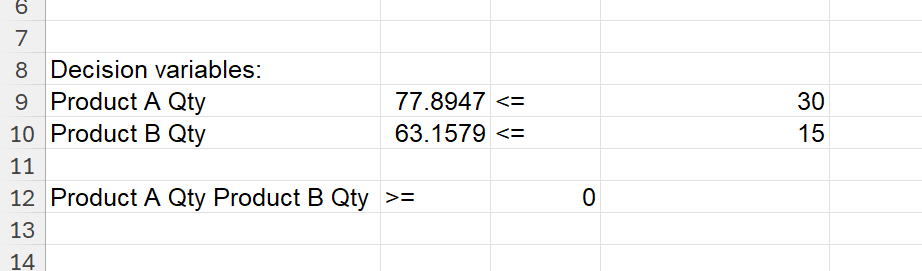 6
7
8 Decision variables:
9 Product A Qty 77.8947 <= 30
10 Product B Qty 63.1579 <= 15
11
12 Product A Qty Product B Qty >= 0
13
14